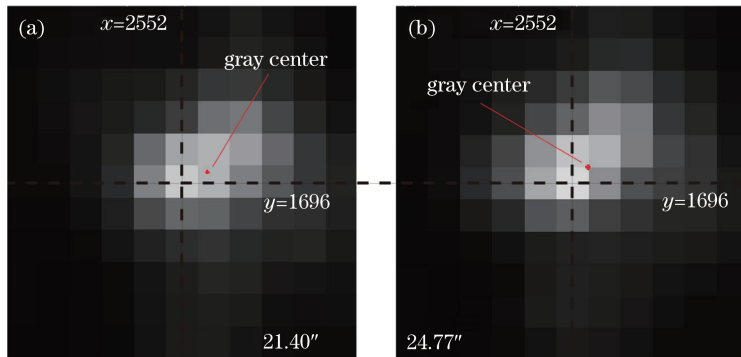 (a)
x=2552
gray center
y=1696
21.40″
(b)
x=2552
gray center
y=1696
24.77″